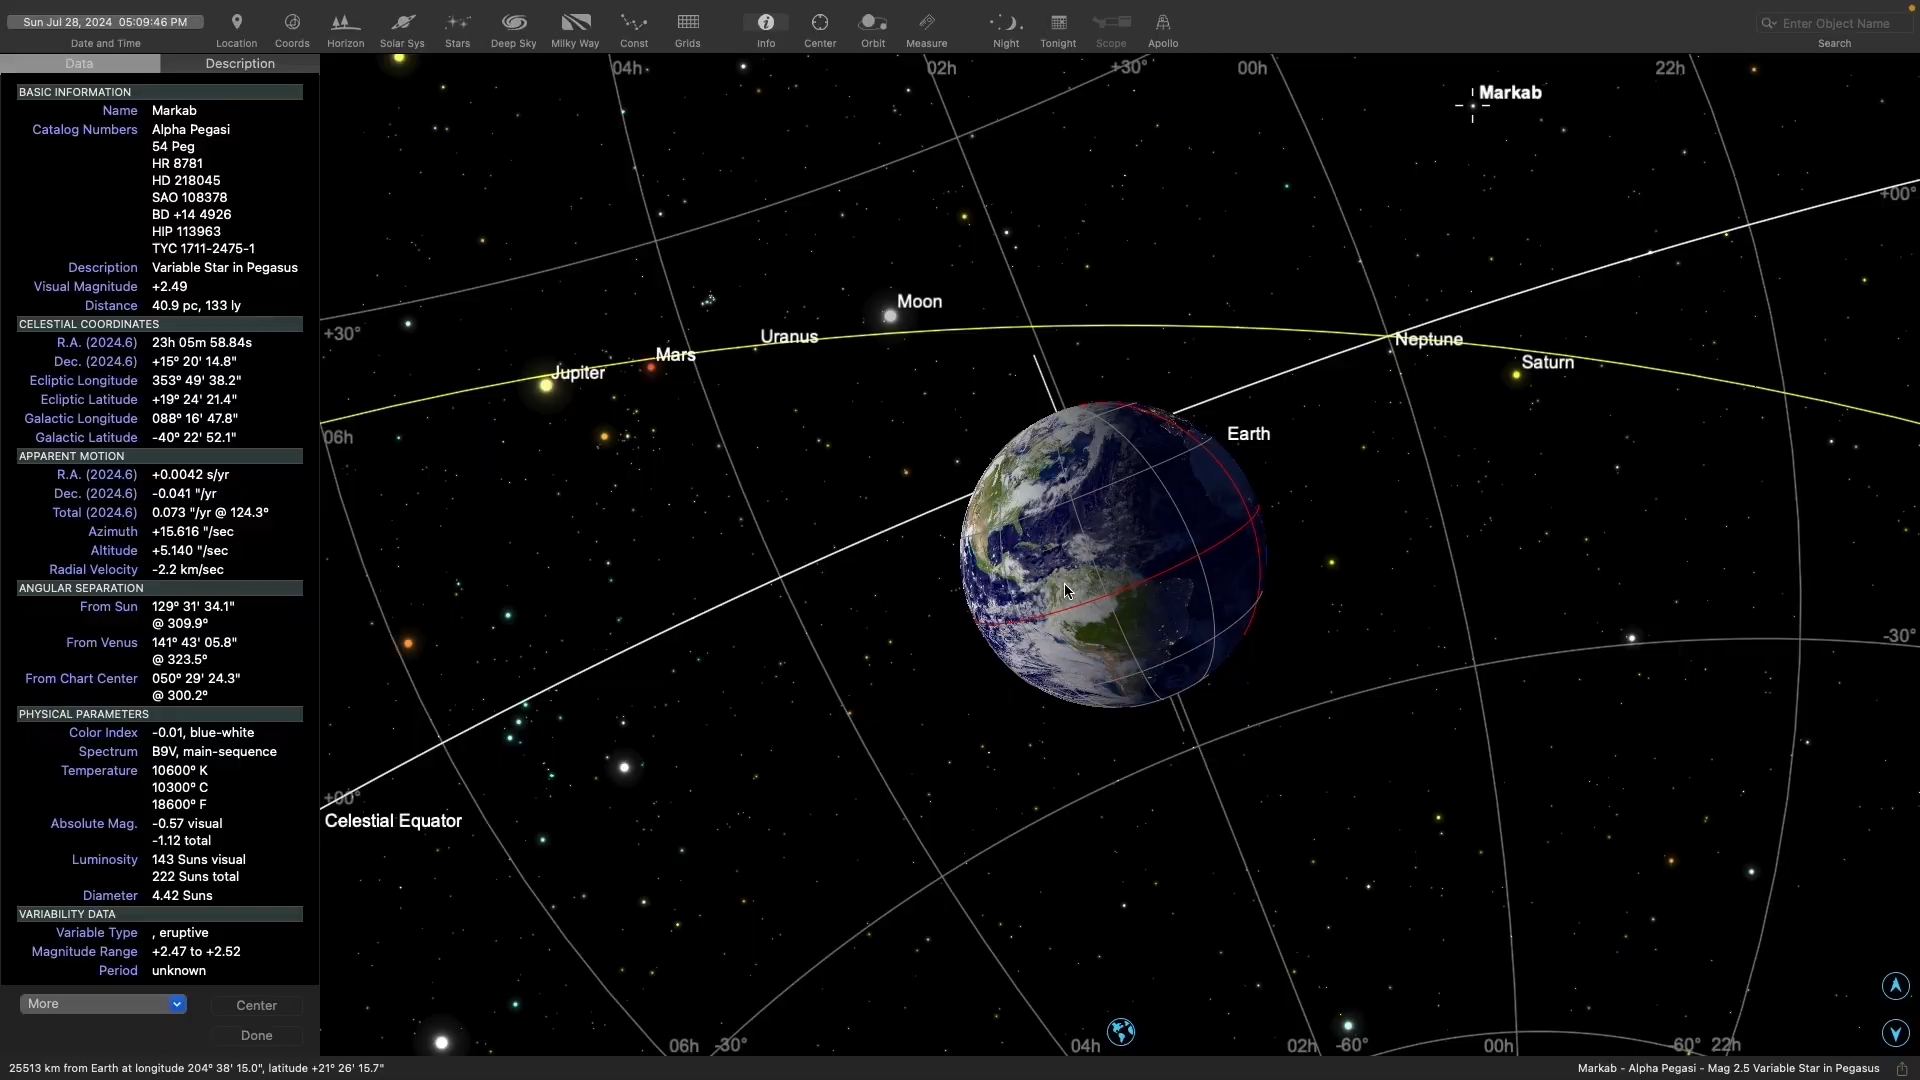 Sun Jul 28, 2024 05:09:46 PM
Date and Time
Location
Coords
Horizon
Solar Sys
Stars
Deep Sky
Milky Way
Const
Grids
Info
Center
Orbit
Measure
Night
Tonight
Scope
Apollo
Enter Object Name
Search
Data
Description
BASIC INFORMATION
Name Markab
Catalog Numbers Alpha Pegasi
54 Peg
HR 8781
HD 218045
SAO 108378
BD +14 4926
HIP 113963
TYC 1711-2475-1
Description Variable Star in Pegasus
Visual Magnitude +2.49
Distance 40.9 pc, 133 ly
CELESTIAL COORDINATES
R.A. (2024.6) 23h 05m 58.84s
Dec. (2024.6) +15° 20' 14.8"
Ecliptic Longitude 353° 49' 38.2"
Ecliptic Latitude +19° 24' 21.4"
Galactic Longitude 088° 16' 47.8"
Galactic Latitude -40° 22' 52.1"
APPARENT MOTION
R.A. (2024.6) +0.0042 s/yr
Dec. (2024.6) -0.041 "/yr
Total (2024.6) 0.073 "/yr @ 124.3°
Azimuth +15.616 "/sec
Altitude +5.140 "/sec
Radial Velocity -2.2 km/sec
ANGULAR SEPARATION
From Sun 129° 31' 34.1"
@ 309.9°
From Venus 141° 43' 05.8"
@ 323.5°
From Chart Center 050° 29' 24.3"
@ 300.2°
PHYSICAL PARAMETERS
Color Index -0.01, blue-white
Spectrum B9V, main-sequence
Temperature 10600° K
10300° C
18600° F
Absolute Mag. -0.57 visual
-1.12 total
Luminosity 143 Suns visual
222 Suns total
Diameter 4.42 Suns
VARIABILITY DATA
Variable Type , eruptive
Magnitude Range +2.47 to +2.52
Period unknown
More
Center
Done
04h
02h
+30°
00h
22h
Markab
+00°
Moon
+30°
Uranus
Neptune
Mars
Saturn
Jupiter
06h
Earth
-30°
+00°
Celestial Equator
06h
-30°
04h
02h
-60°
00h
-60°
22h
25513 km from Earth at longitude 204° 38' 15.0", latitude +21° 26' 15.7"
Markab - Alpha Pegasi - Mag 2.5 Variable Star in Pegasus